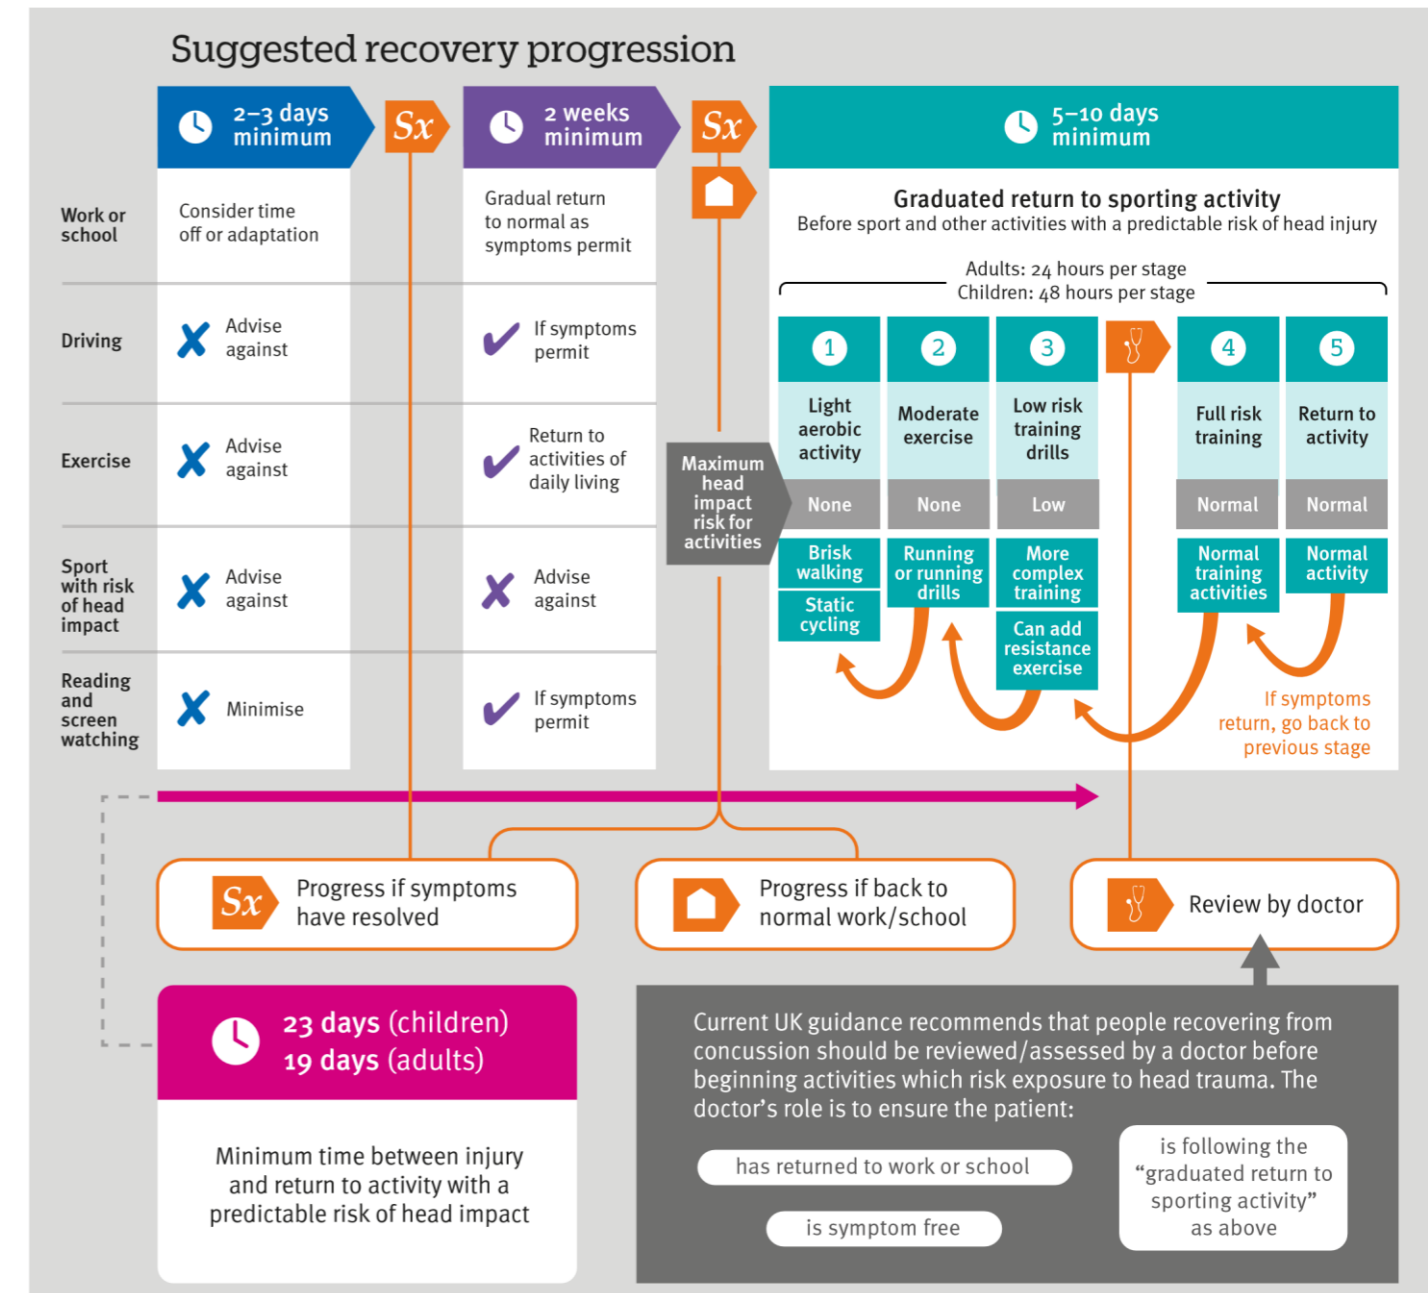 Suggested recovery progression
2–3 days
minimum
Sx
2 weeks
minimum
Sx
5–10 days
minimum
Work or
school
Consider time
off or adaptation
Gradual return
to normal as
symptoms permit
Driving
Advise
against
If symptoms
permit
Exercise
Advise
against
Return to
activities of
daily living
Sport
with risk
of head
impact
Advise
against
Advise
against
Reading
and
screen
watching
Minimise
If symptoms
permit
Graduated return to sporting activity
Before sport and other activities with a predictable risk of head injury
Adults: 24 hours per stage
Children: 48 hours per stage
1
2
3
4
5
Light
aerobic
activity
Moderate
exercise
Low risk
training
drills
Full risk
training
Return to
activity
Maximum
head
impact
risk for
activities
None
None
Low
Normal
Normal
Brisk
walking
Static
cycling
Running
or running
drills
More
complex
training
Can add
resistance
exercise
Normal
training
activities
Normal
activity
If symptoms
return, go back to
previous stage
Sx
Progress if symptoms
have resolved
Progress if back to
normal work/school
Review by doctor
23 days (children)
19 days (adults)
Minimum time between injury
and return to activity with a
predictable risk of head impact
Current UK guidance recommends that people recovering from
concussion should be reviewed/assessed by a doctor before
beginning activities which risk exposure to head trauma. The
doctor's role is to ensure the patient:
has returned to work or school
is symptom free
is following the
“graduated return to
sporting activity”
as above